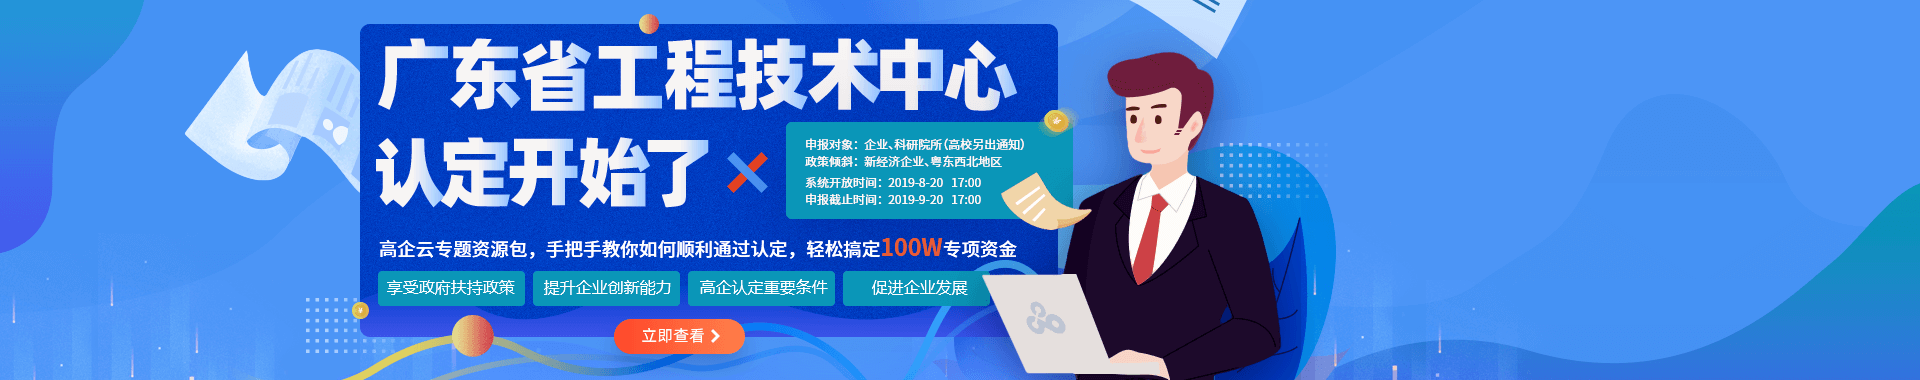 广东省工程技术中心
认定开始了
申报对象：企业、科研院所（高校另出通知）
政策倾斜：新经济企业、粤东西北地区
系统开放时间：2019-8-20 17:00
申报截止时间：2019-9-20 17:00
高企云专题资源包，手把手教你如何顺利通过认定，轻松搞定100W专项资金
享受政府扶持政策
提升企业创新能力
高企认定重要条件
促进企业发展
立即查看